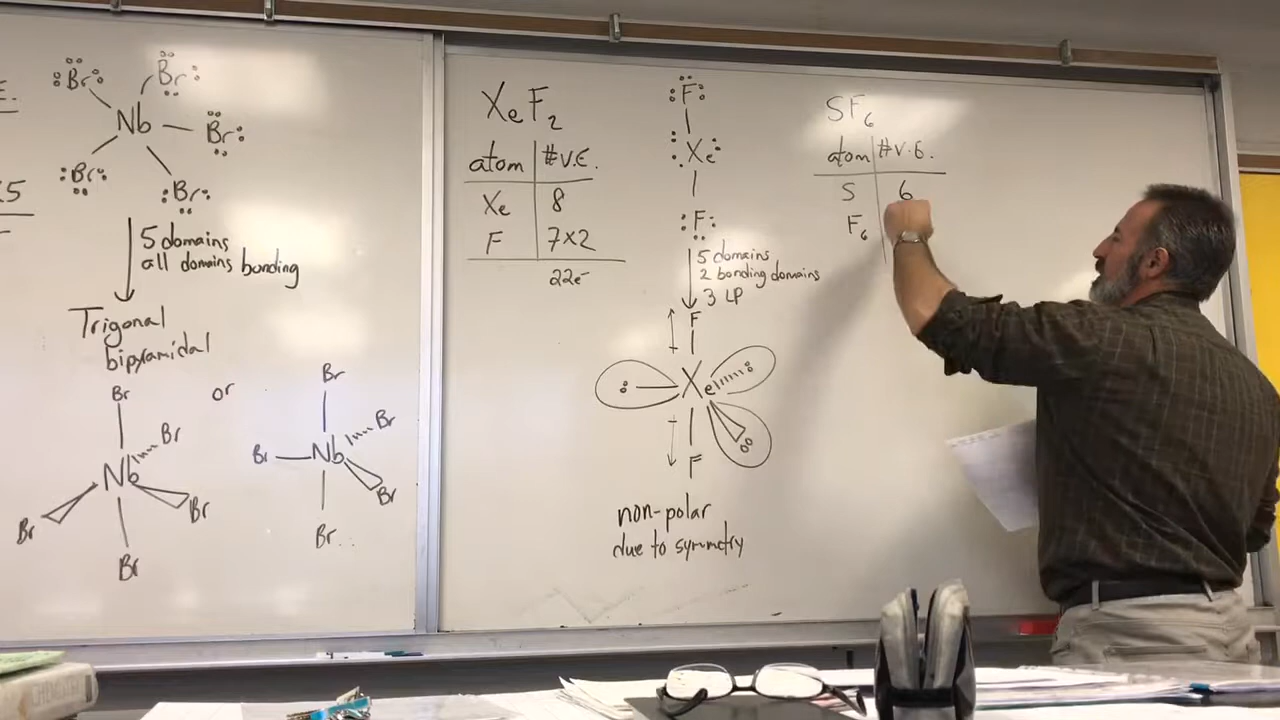 E.
x5
Br Br
Nb Br
Br Br
5 domains
all domains bonding
Trigonal
bipyramidal
or
Br
Br
Nb
Br Br
Br
Br
Br
Br Nb
Br
Br
XeF2
atom #V.E.
Xe 8
F 7x2
22e-
F
Xe
F
5 domains
2 bonding domains
3 LP
F
Xe
F
non-polar
due to symmetry
SF6
atom #V.E.
S 6
F6